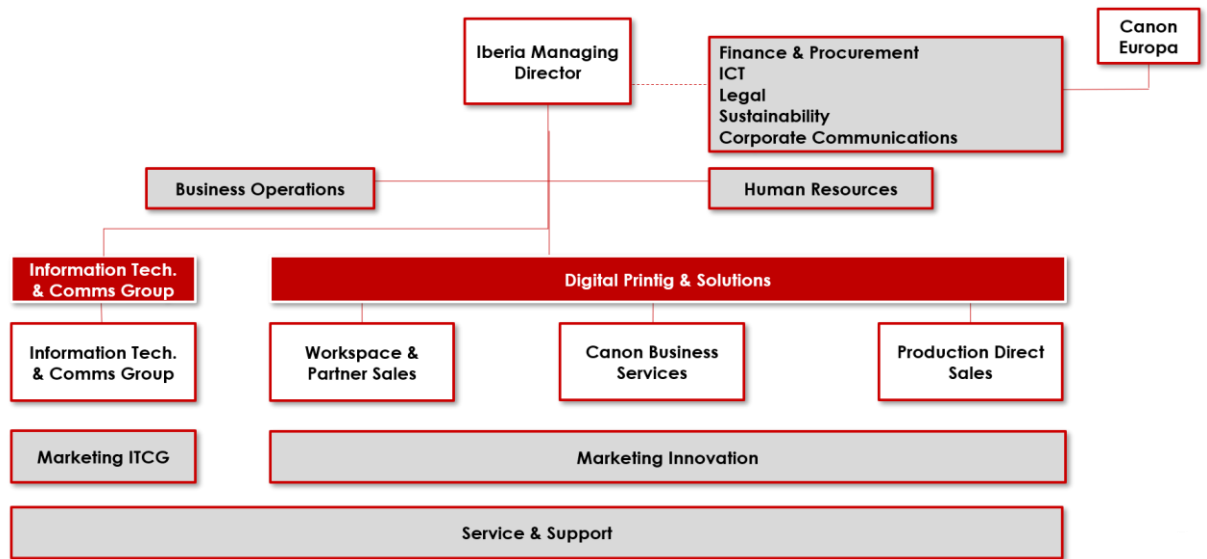 Iberia Managing
Director
Finance & Procurement
ICT
Legal
Sustainability
Corporate Communications
Canon
Europa
Business Operations
Human Resources
Information Tech.
& Comms Group
Digital Printig & Solutions
Information Tech.
& Comms Group
Workspace &
Partner Sales
Canon Business
Services
Production Direct
Sales
Marketing ITCG
Marketing Innovation
Service & Support